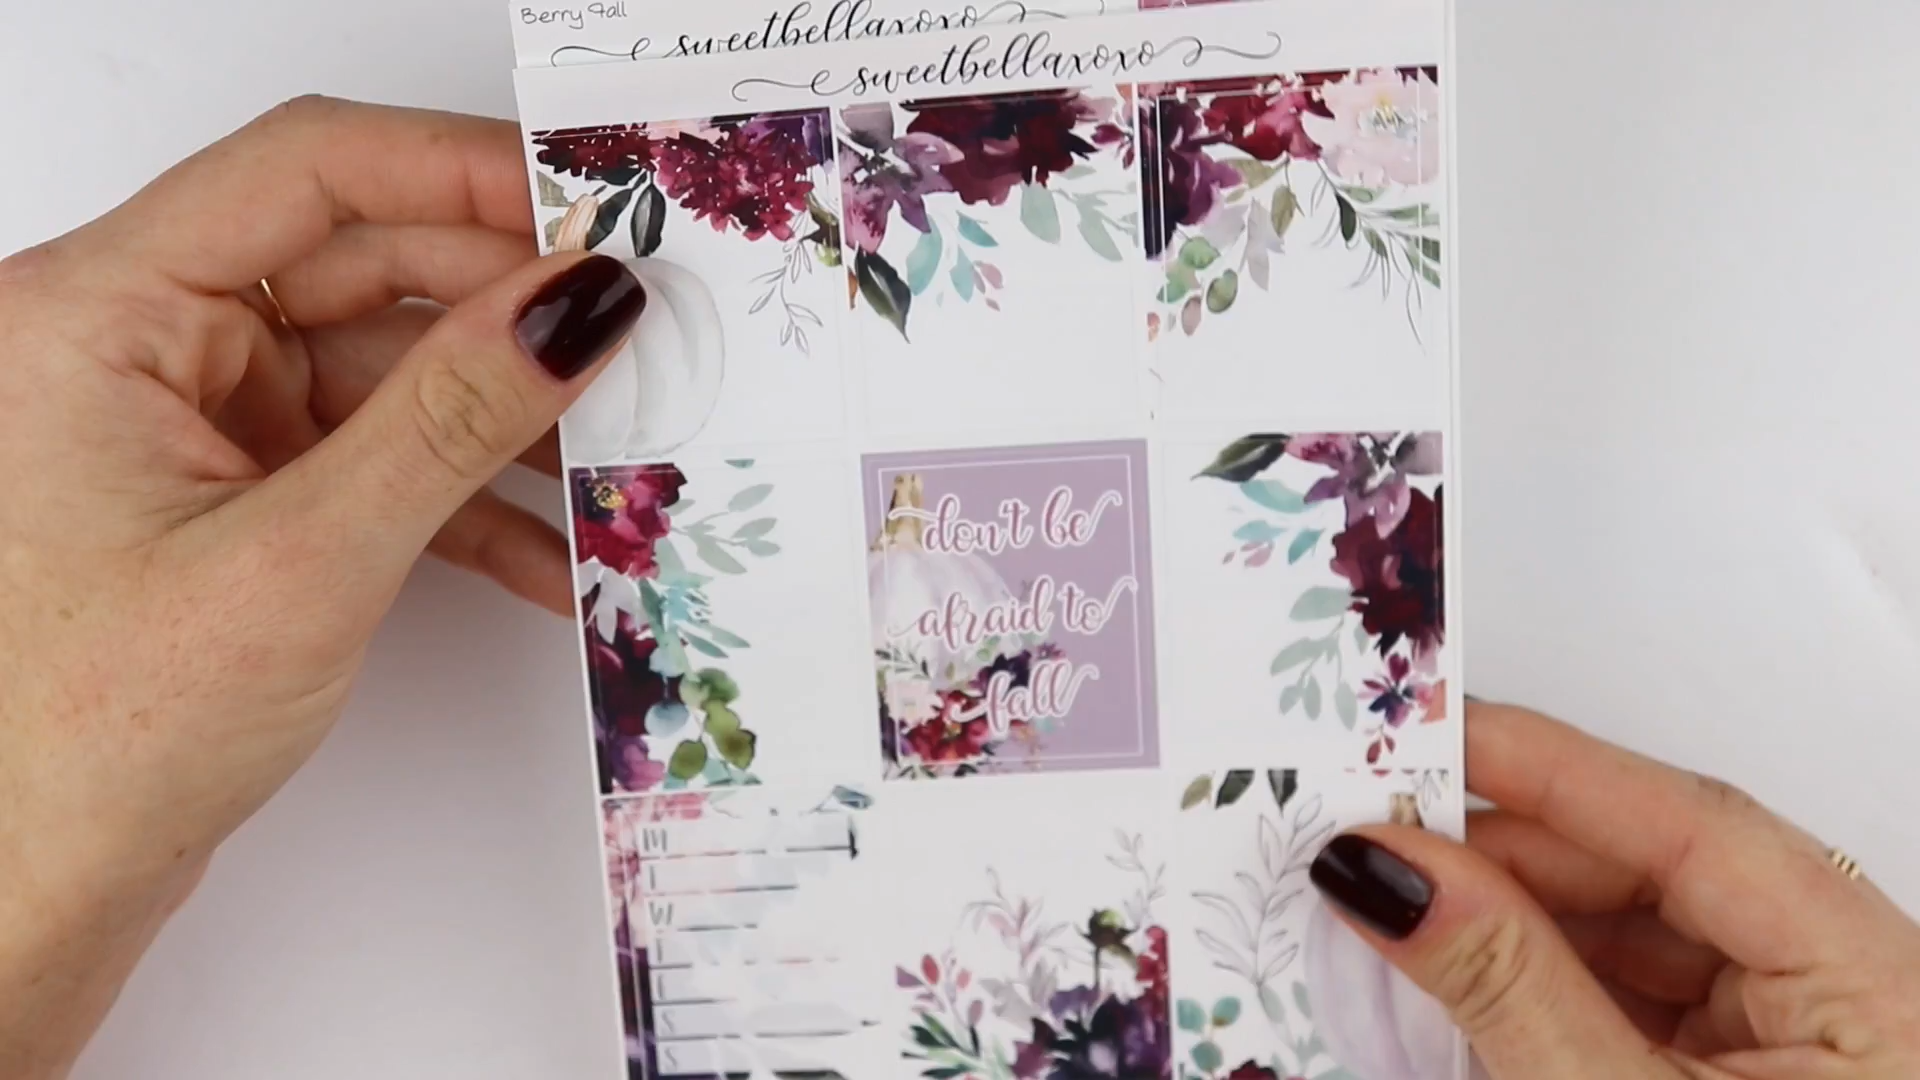 Berry Fall
sweetbellaxoxo
sweetbellaxoxo
don't be
afraid to
fall
M
T
W
T
F
S
S